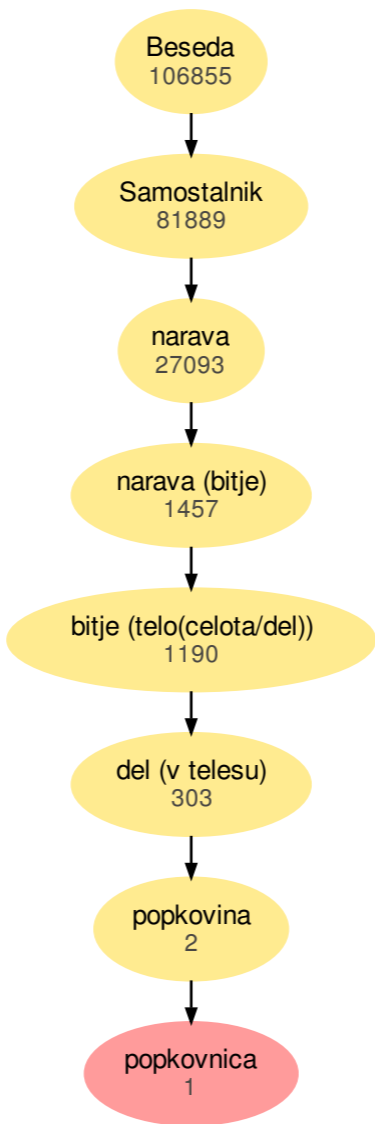 Beseda
106855
Samostalnik
81889
narava
27093
narava (bitje)
1457
bitje (telo(celota/del))
1190
del (v telesu)
303
popkovina
2
popkovnica
1